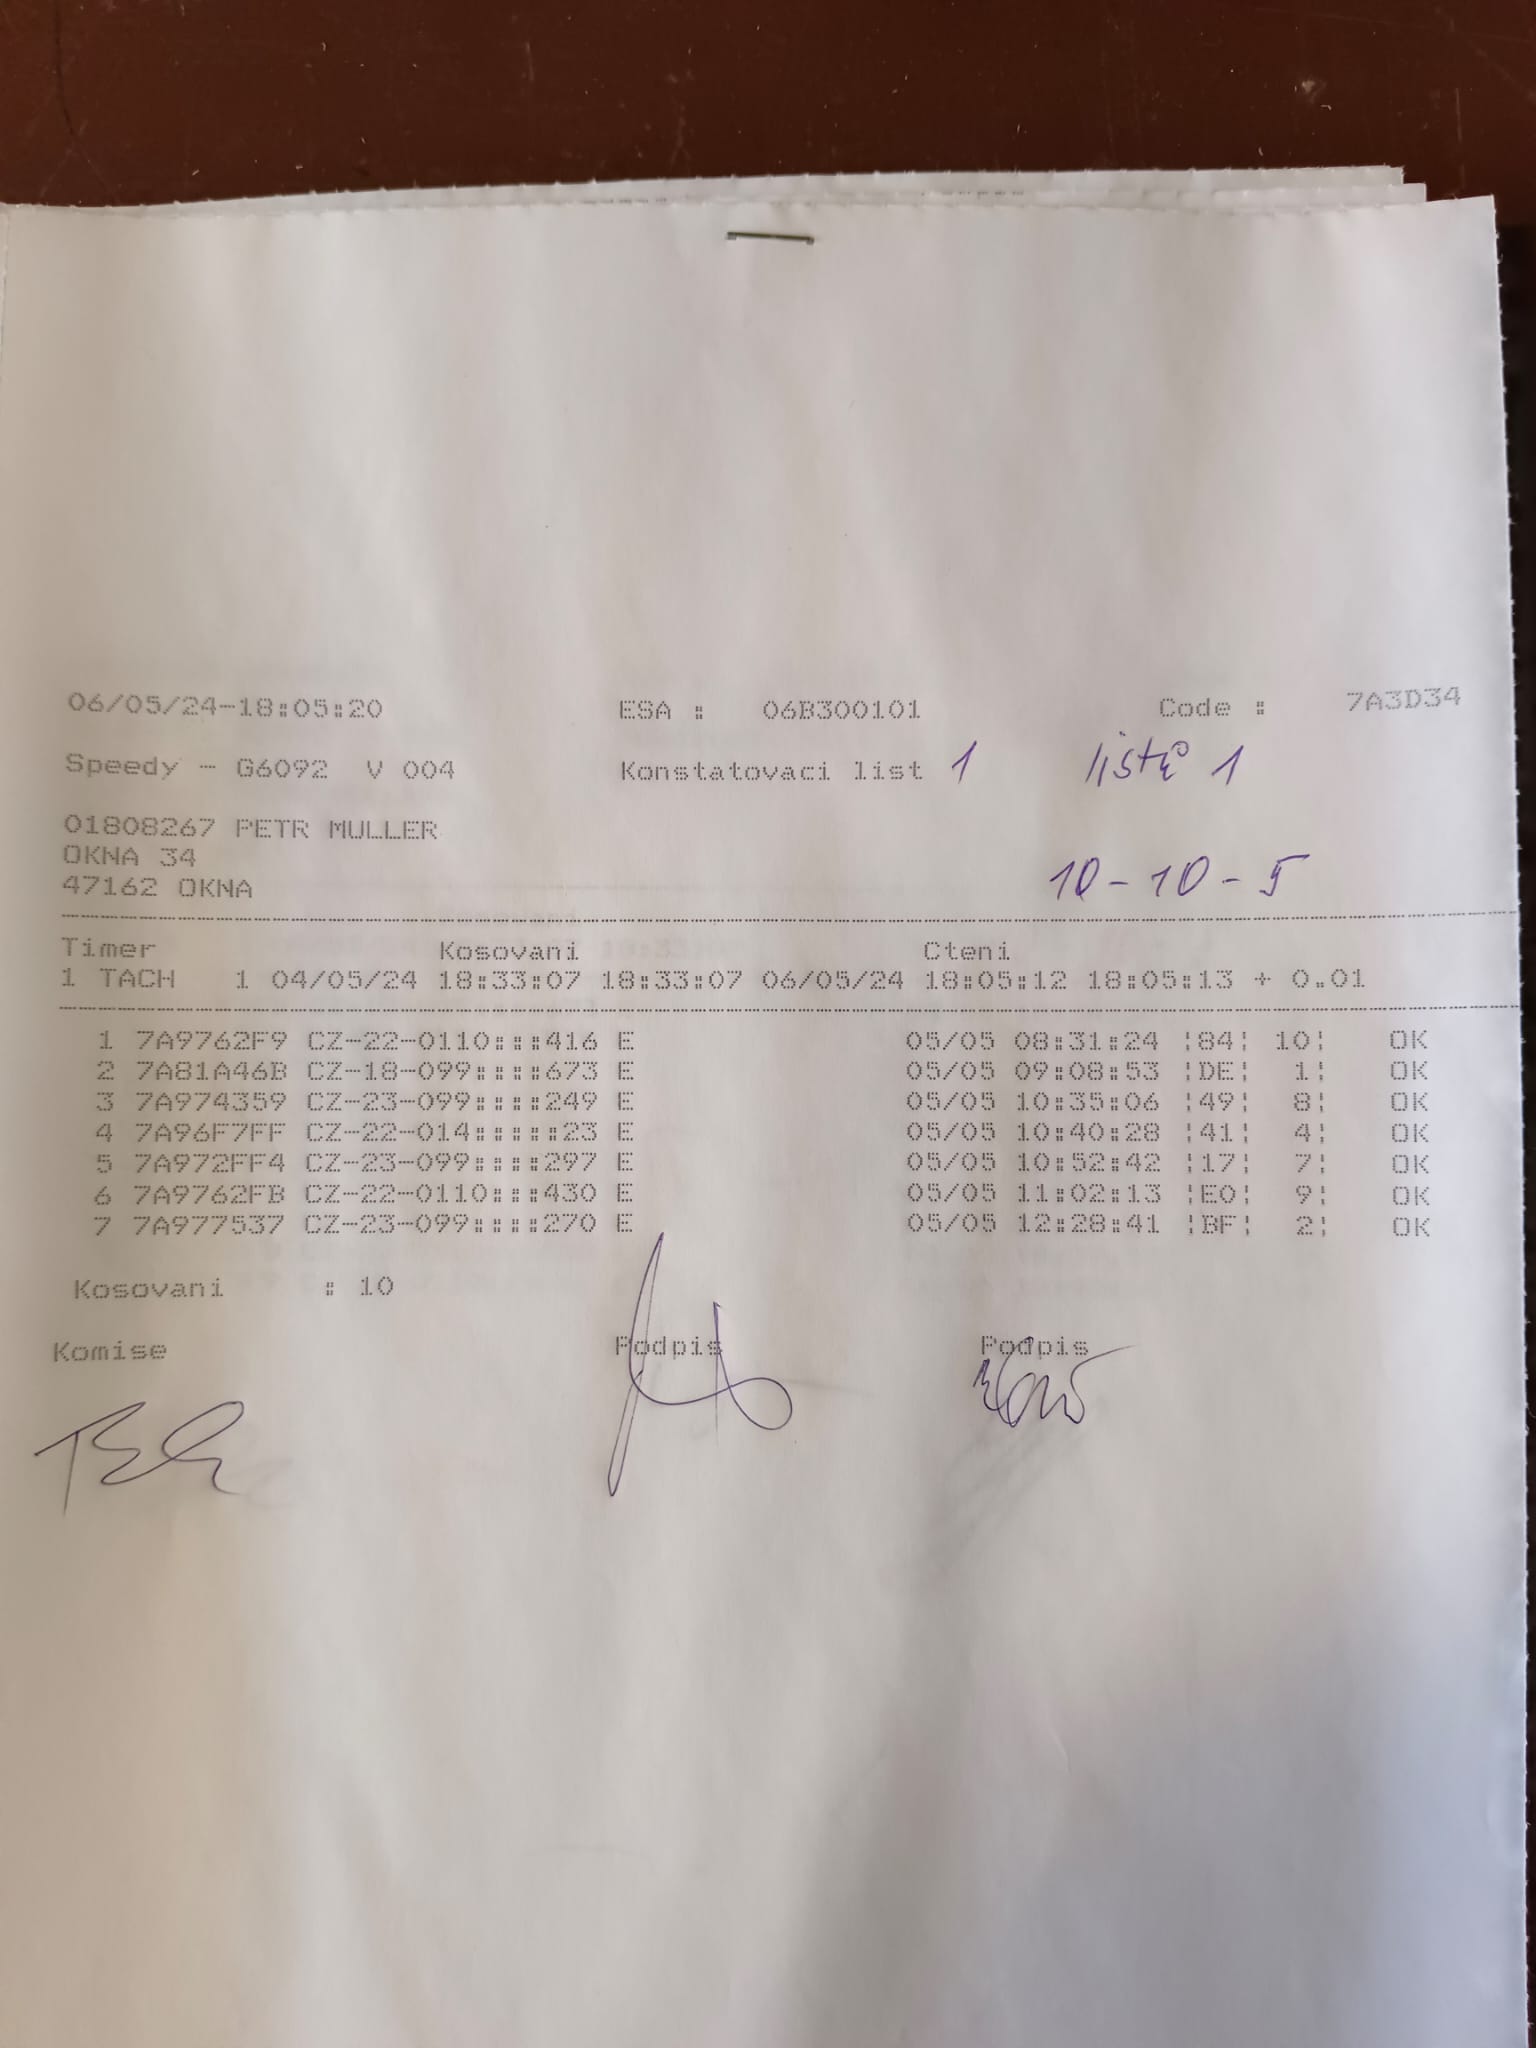 06/05/24-18:05:20 ESA : 06B300101 Code : 7A3D34
Speedy - G6092 V 004 Konstatovaci list 1 listů 1
01808267 PETR MULLER
OKNA 34
47162 OKNA 10-10-5
Timer Kosovani Cteni
1 TACH 1 04/05/24 18:33:07 18:33:07 06/05/24 18:05:12 18:05:13 + 0.01
1 7A9762F9 CZ-22-0110:::416 E 05/05 08:31:24 ¦84¦ 10¦ OK
2 7A81A46B CZ-18-099::::673 E 05/05 09:08:53 ¦DE¦ 1¦ OK
3 7A974359 CZ-23-099::::249 E 05/05 10:35:06 ¦49¦ 8¦ OK
4 7A96F7FF CZ-22-014:::::23 E 05/05 10:40:28 ¦41¦ 4¦ OK
5 7A972FF4 CZ-23-099::::297 E 05/05 10:52:42 ¦17¦ 7¦ OK
6 7A9762FB CZ-22-0110:::430 E 05/05 11:02:13 ¦E0¦ 9¦ OK
7 7A977537 CZ-23-099::::270 E 05/05 12:28:41 ¦BF¦ 2¦ OK
Kosovani : 10
Komise Podpis Podpis